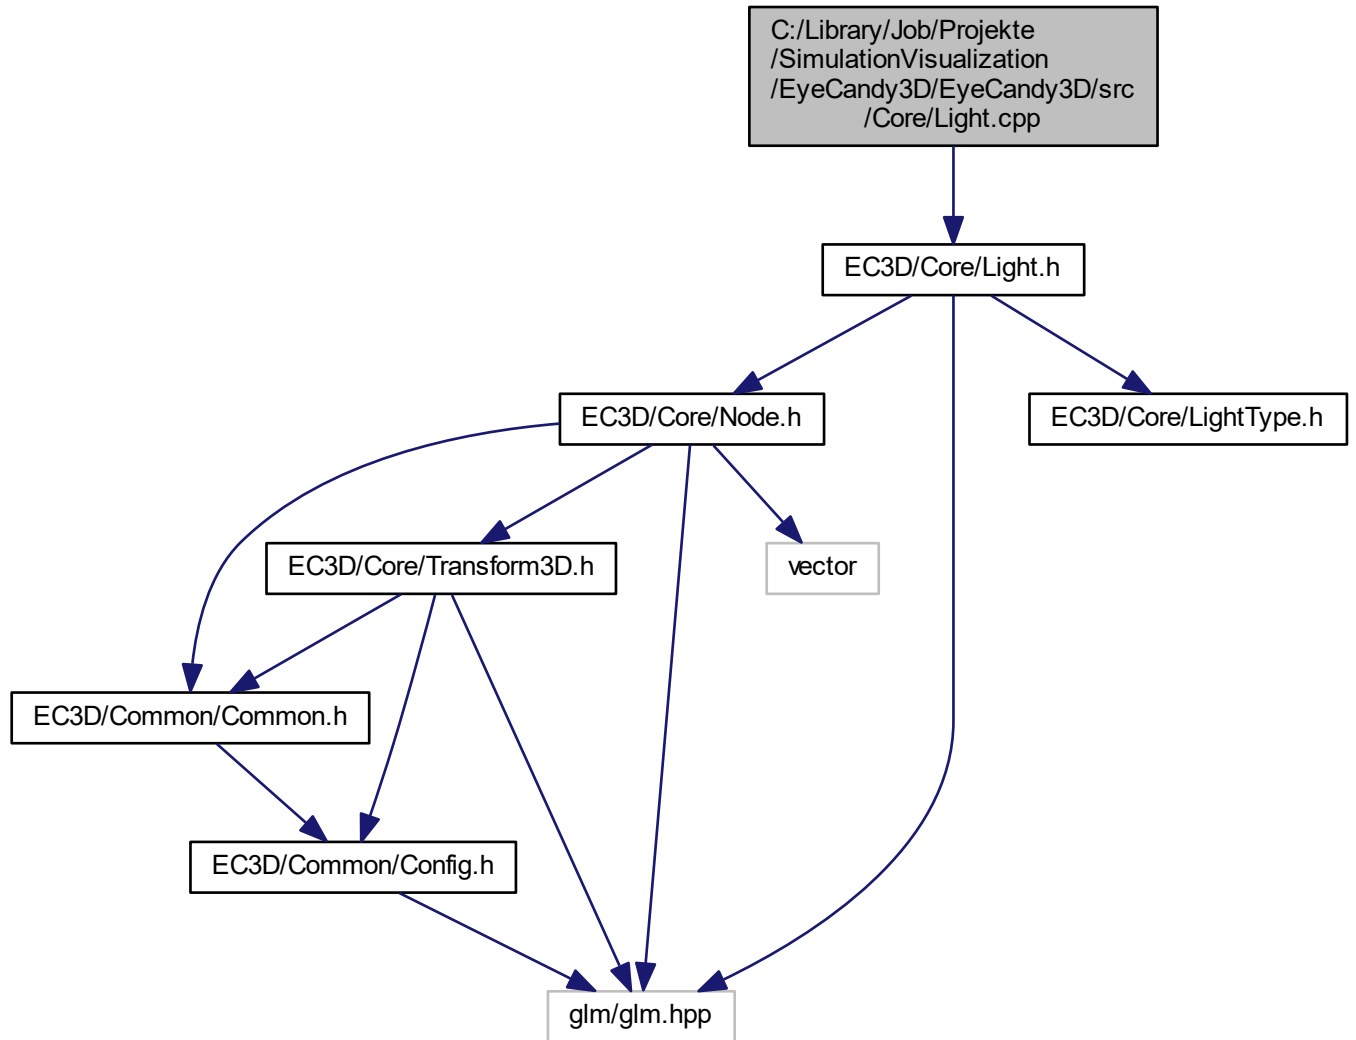 C:/Library/Job/Projekte
/SimulationVisualization
/EyeCandy3D/EyeCandy3D/src
/Core/Light.cpp
EC3D/Core/Light.h
EC3D/Core/Node.h
EC3D/Core/LightType.h
EC3D/Core/Transform3D.h
vector
EC3D/Common/Common.h
EC3D/Common/Config.h
glm/glm.hpp